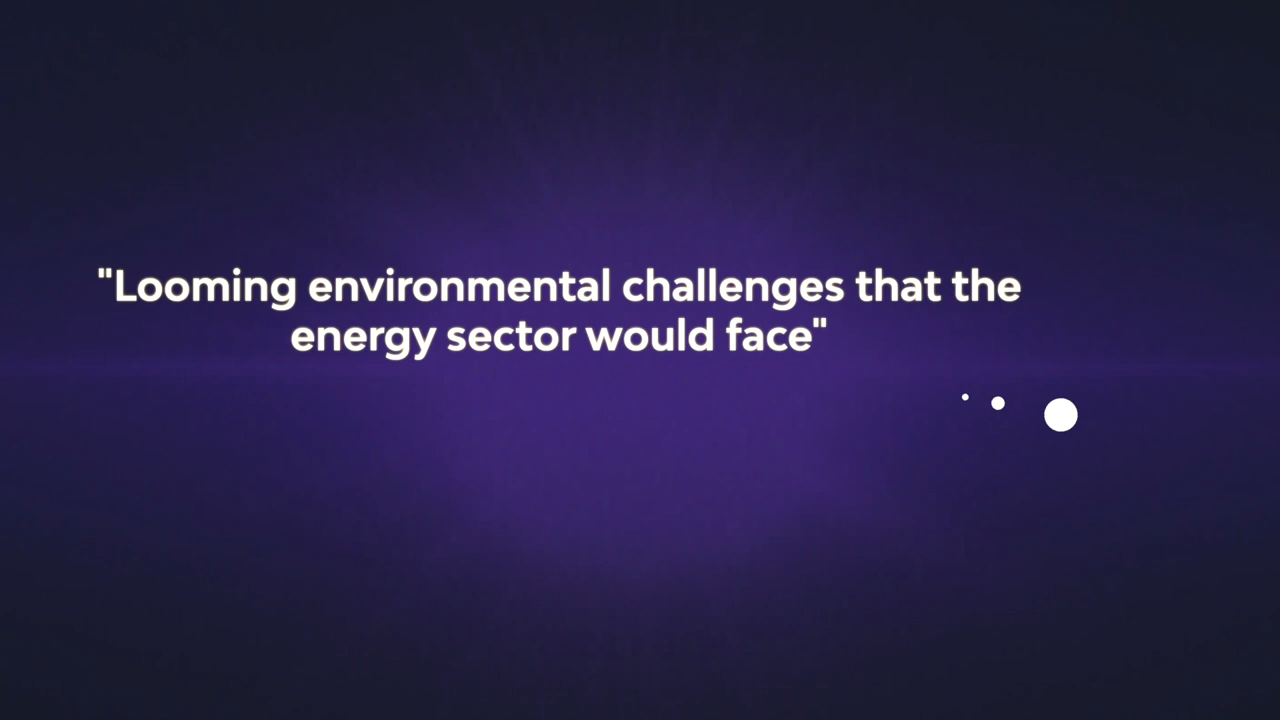 "Looming environmental challenges that the
energy sector would face"